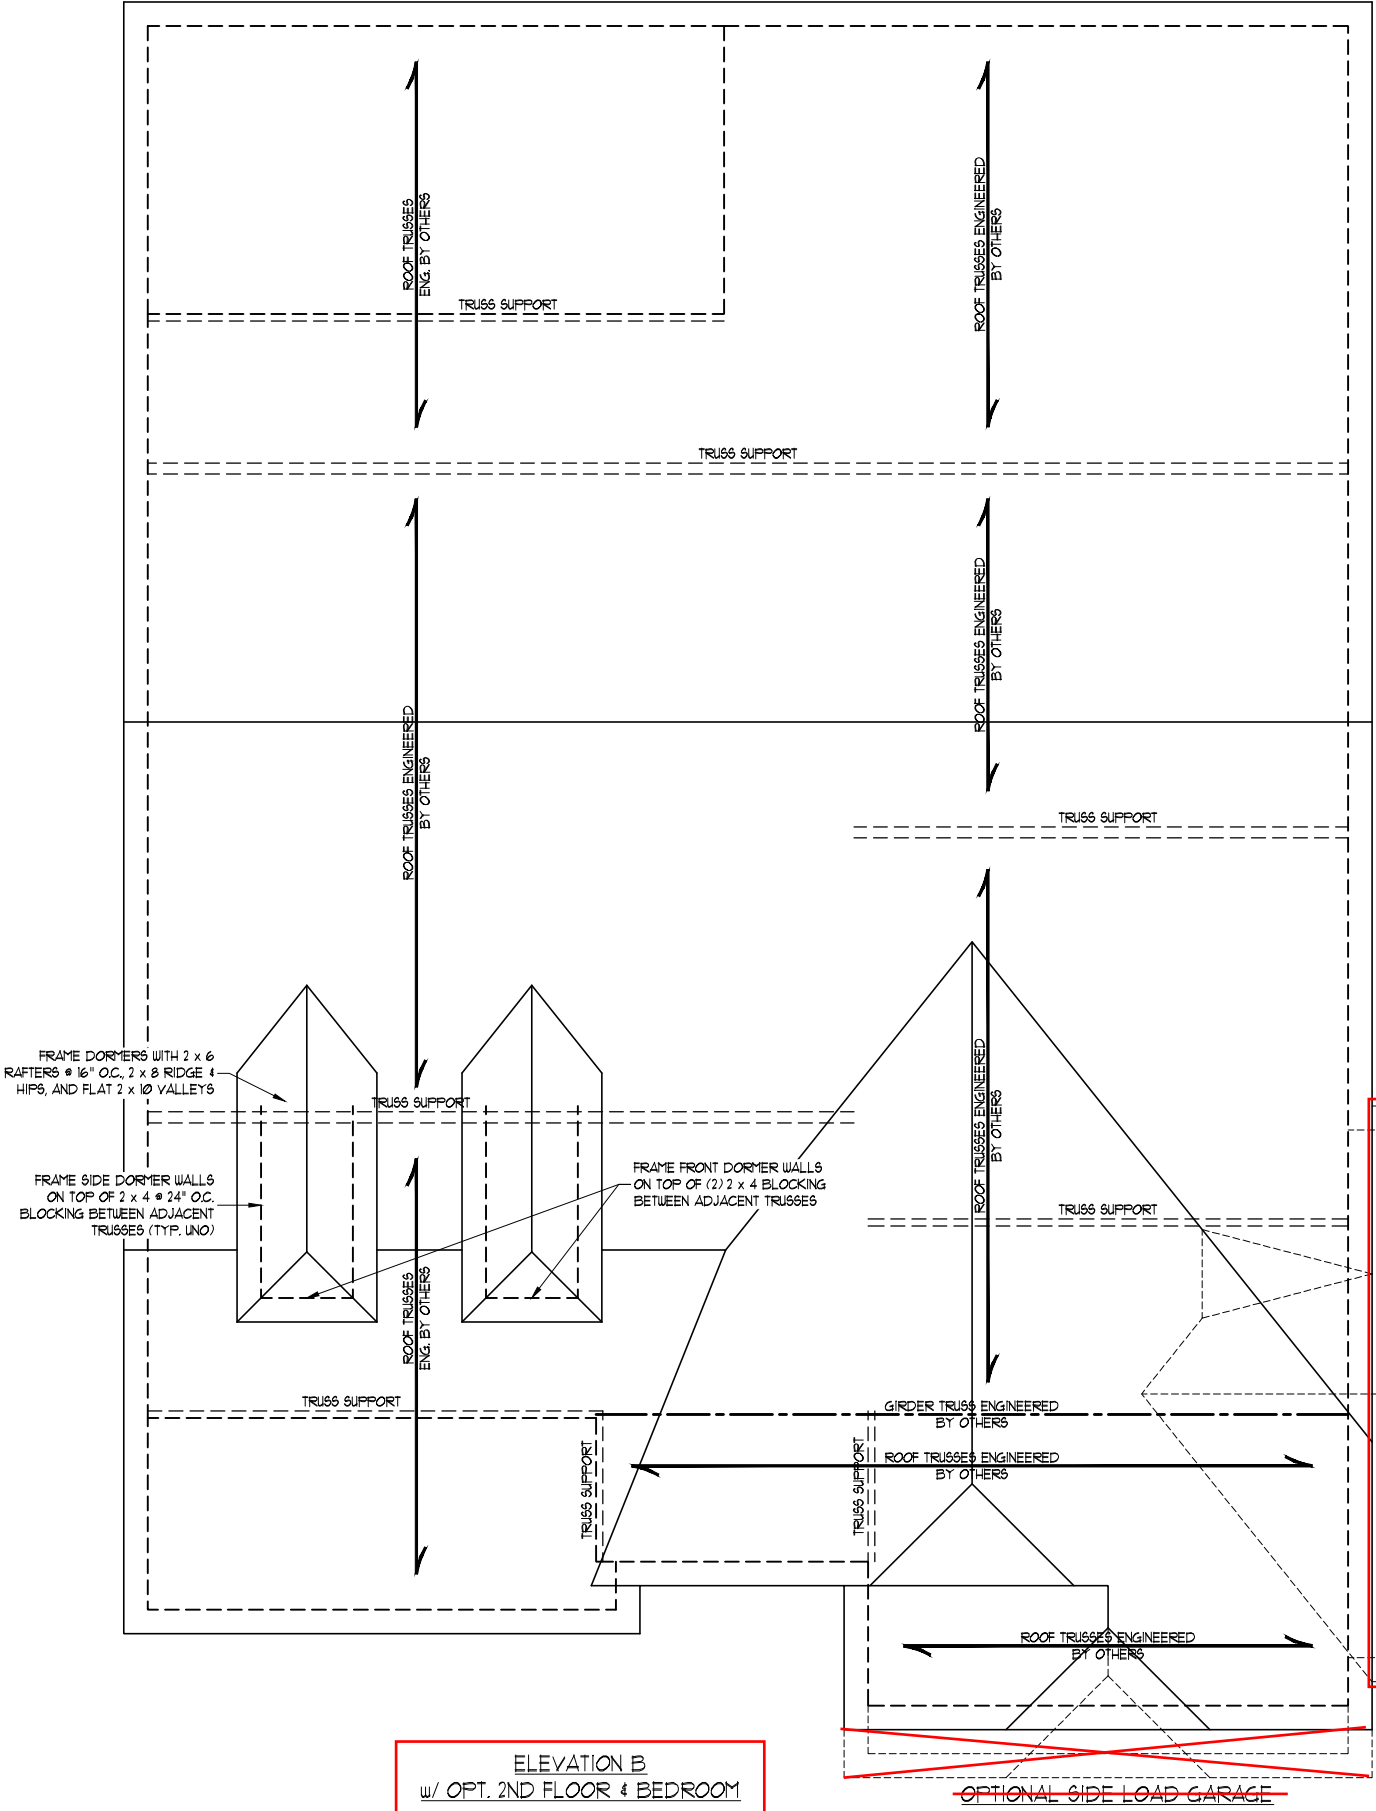 ROOF TRUSSES
ENG. BY OTHERS
ROOF TRUSSES ENGINEERED
BY OTHERS
TRUSS SUPPORT
TRUSS SUPPORT
ROOF TRUSSES ENGINEERED
BY OTHERS
ROOF TRUSSES ENGINEERED
BY OTHERS
TRUSS SUPPORT
FRAME DORMERS WITH 2 x 6
RAFTERS @ 16" O.C., 2 x 8 RIDGE &
HIPS, AND FLAT 2 x 10 VALLEYS
TRUSS SUPPORT
ROOF TRUSSES ENGINEERED
BY OTHERS
FRAME SIDE DORMER WALLS
ON TOP OF 2 x 4 @ 24" O.C.
BLOCKING BETWEEN ADJACENT
TRUSSES (TYP. UNO)
FRAME FRONT DORMER WALLS
ON TOP OF (2) 2 x 4 BLOCKING
BETWEEN ADJACENT TRUSSES
TRUSS SUPPORT
ROOF TRUSSES
ENG. BY OTHERS
TRUSS SUPPORT
GIRDER TRUSS ENGINEERED
BY OTHERS
TRUSS SUPPORT
TRUSS SUPPORT
ROOF TRUSSES ENGINEERED
BY OTHERS
ROOF TRUSSES ENGINEERED
BY OTHERS
ELEVATION B
w/ OPT. 2ND FLOOR & BEDROOM
OPTIONAL SIDE LOAD GARAGE